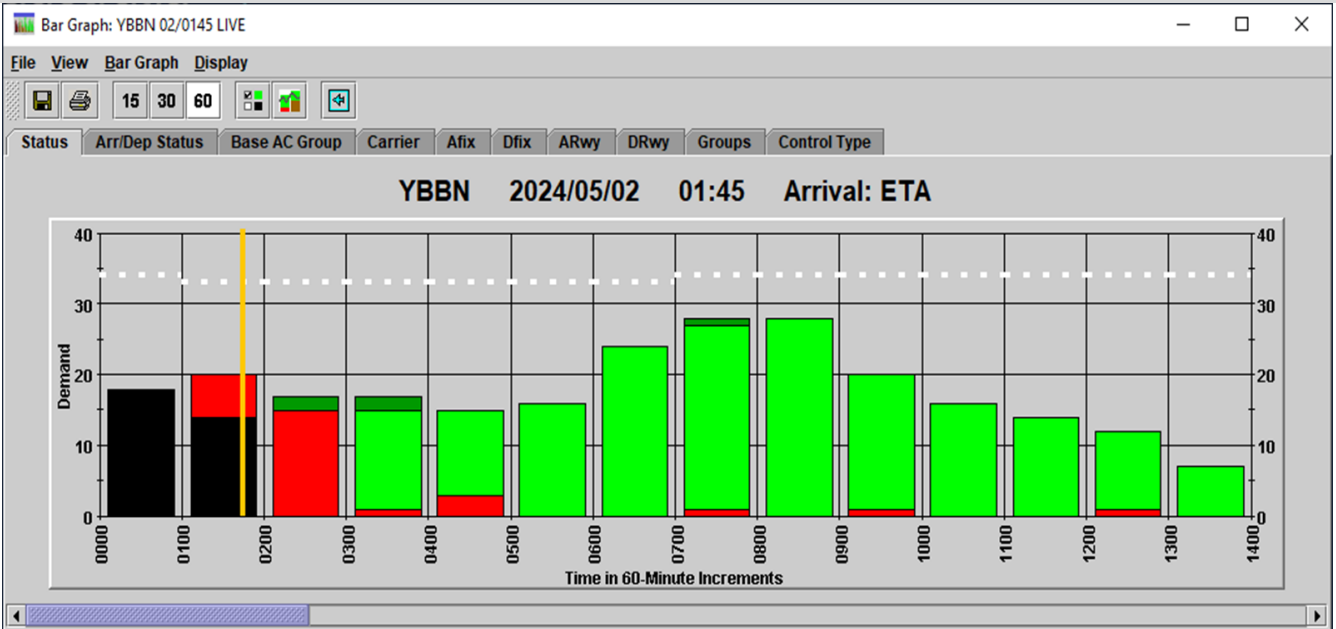 Bar Graph: YBBN 02/0145 LIVE
File View Bar Graph Display
15 30 60
Status Arr/Dep Status Base AC Group Carrier Afix Dfix ARwy DRwy Groups Control Type
YBBN 2024/05/02 01:45 Arrival: ETA
40 40
30 30
20 20
10 10
0 0
Demand
0000 0100 0200 0300 0400 0500 0600 0700 0800 0900 1000 1100 1200 1300 1400
Time in 60-Minute Increments